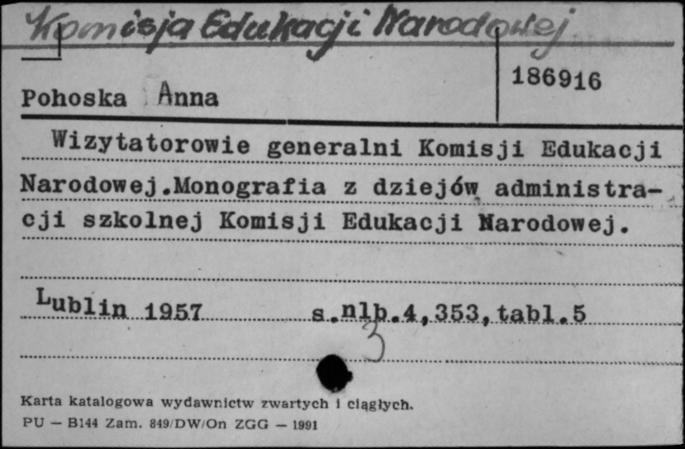 Komisja Edukacji Narodowej
186916
Pohoska Anna
Wizytatorowie generalni Komisji Edukacji
Narodowej.Monografia z dziejów administra-
cji szkolnej Komisji Edukacji Narodowej.
Lublin 1957 s.nlb.4,353,tabl.5
3
Karta katalogowa wydawnictw zwartych i ciągłych.
PU — B144 Zam. 849/DW/On ZGG — 1991